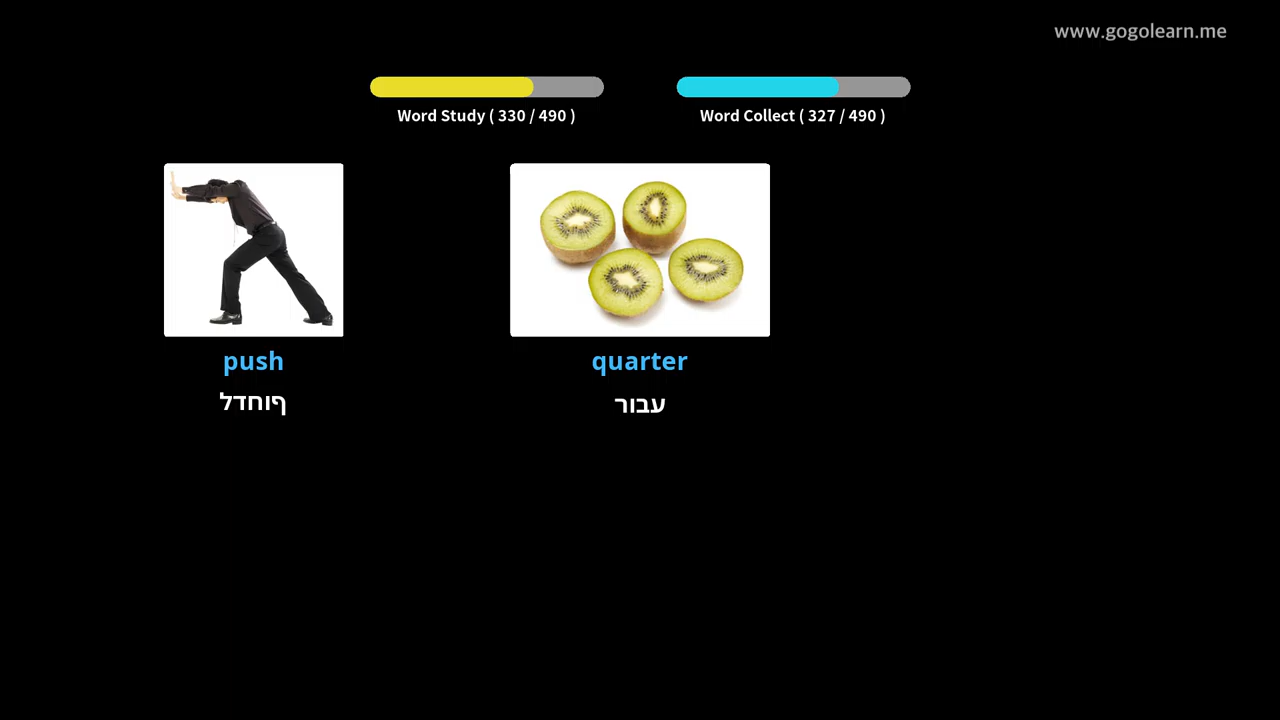 www.gogolearn.me
Word Study ( 330 / 490 )
Word Collect ( 327 / 490 )
push
ףוחדל
quarter
עבור